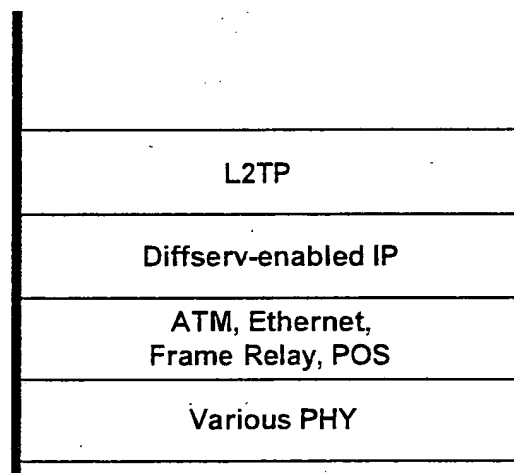 L2TP
Diffserv-enabled IP
ATM, Ethernet,
Frame Relay, POS
Various PHY